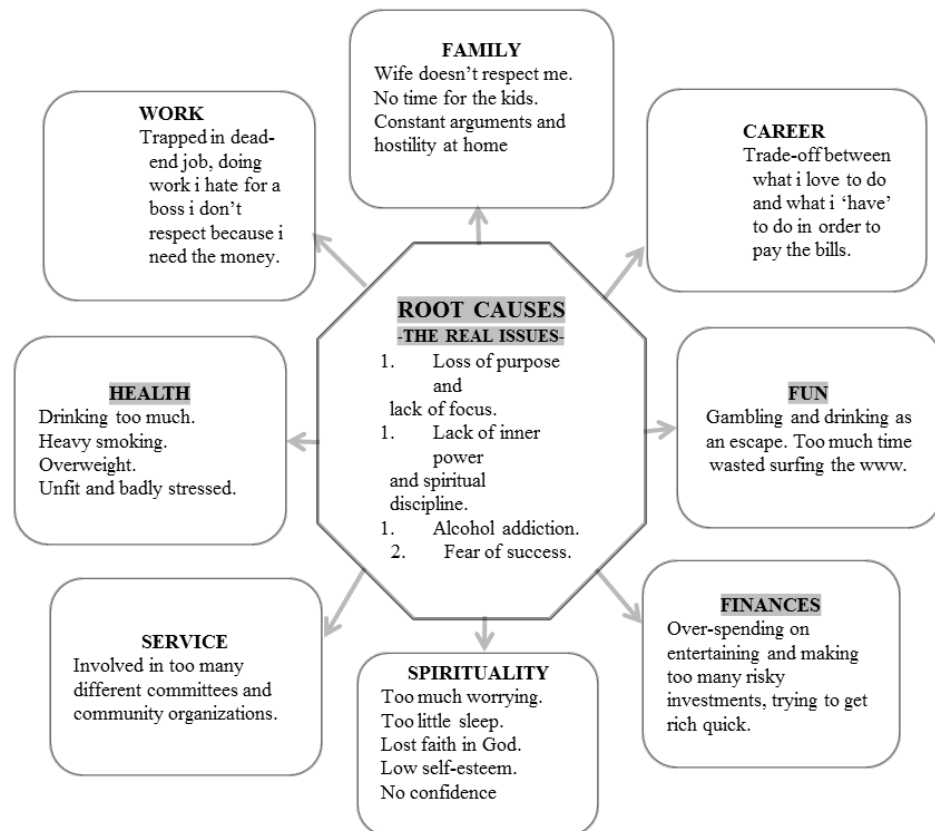 FAMILY
Wife doesn’t respect me.
No time for the kids.
Constant arguments and
hostility at home
WORK
Trapped in dead-
end job, doing
work i hate for a
boss i don’t
respect because i
need the money.
CAREER
Trade-off between
what i love to do
and what i ‘have’
to do in order to
pay the bills.
ROOT CAUSES
-THE REAL ISSUES-
1. Loss of purpose
and
lack of focus.
1. Lack of inner
power
and spiritual
discipline.
1. Alcohol addiction.
2. Fear of success.
HEALTH
Drinking too much.
Heavy smoking.
Overweight.
Unfit and badly stressed.
FUN
Gambling and drinking as
an escape. Too much time
wasted surfing the www.
SERVICE
Involved in too many
different committees and
community organizations.
SPIRITUALITY
Too much worrying.
Too little sleep.
Lost faith in God.
Low self-esteem.
No confidence
FINANCES
Over-spending on
entertaining and making
too many risky
investments, trying to get
rich quick.